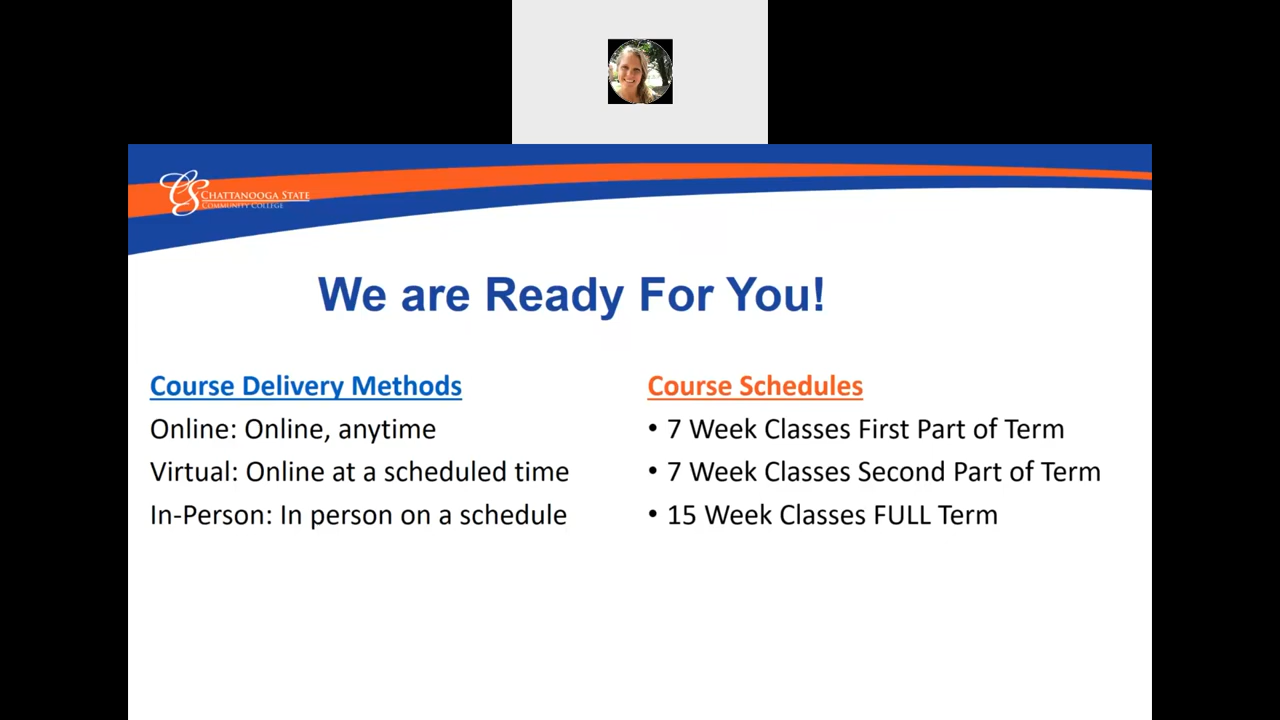 CHATTANOOGA STATE
COMMUNITY COLLEGE
We are Ready For You!
Course Delivery Methods
Online: Online, anytime
Virtual: Online at a scheduled time
In-Person: In person on a schedule
Course Schedules
• 7 Week Classes First Part of Term
• 7 Week Classes Second Part of Term
• 15 Week Classes FULL Term